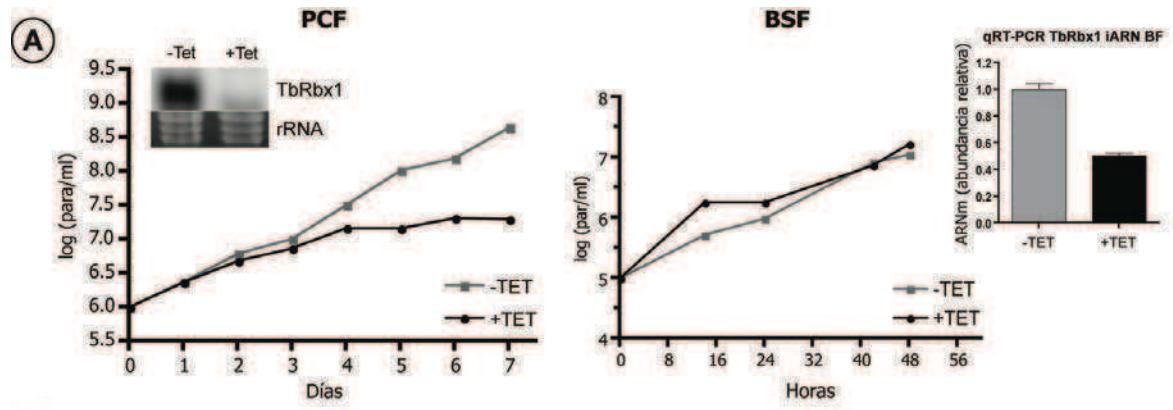 A
PCF
-Tet +Tet
TbRbx1
rRNA
log (para/ml)
9.5
9.0
8.5
8.0
7.5
7.0
6.5
6.0
5.5
0 1 2 3 4 5 6 7
Días
-TET
+TET
BSF
log (par/ml)
8
7
6
5
4
0 8 16 24 32 40 48 56
Horas
-TET
+TET
qRT-PCR TbRbx1 iARN BF
ARNm (abundancia relativa)
1.2
1.0
0.8
0.6
0.4
0.2
0.0
-TET +TET